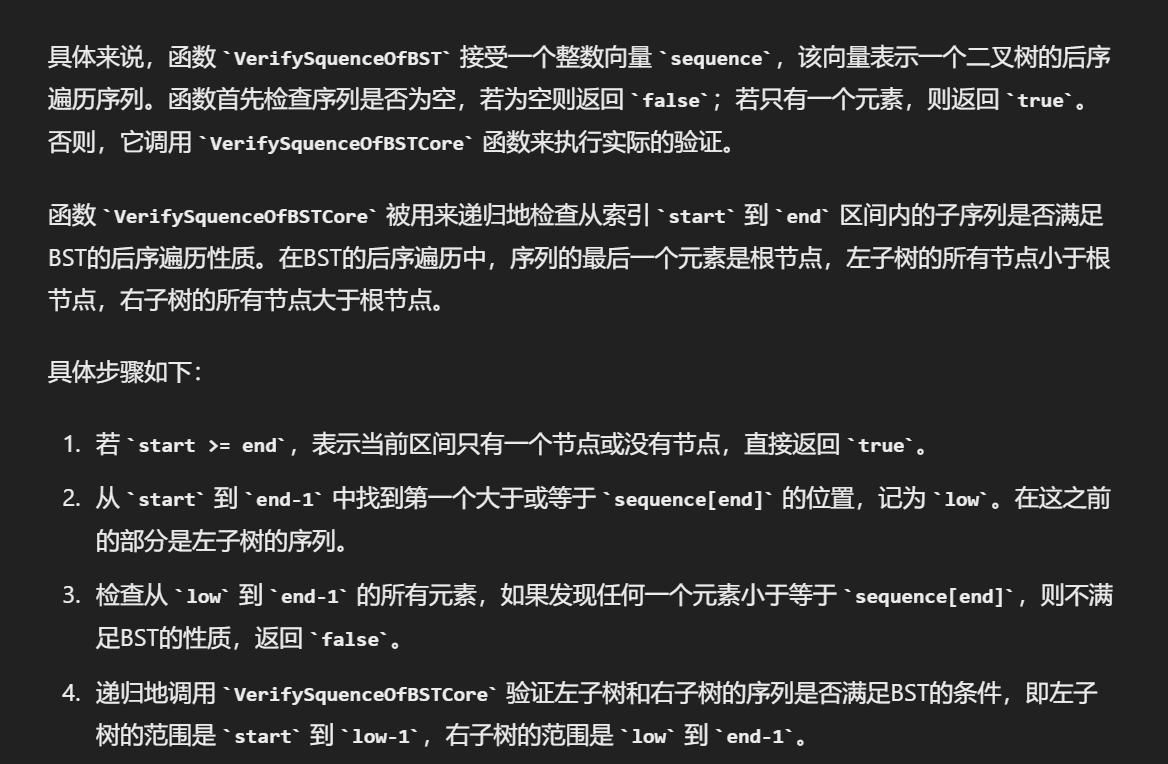 具体来说，函数 `VerifySquenceOfBST` 接受一个整数向量 `sequence`，该向量表示一个二叉树的后序
遍历序列。函数首先检查序列是否为空，若为空则返回 `false`；若只有一个元素，则返回 `true`。
否则，它调用 `VerifySquenceOfBSTCore` 函数来执行实际的验证。
函数 `VerifySquenceOfBSTCore` 被用来递归地检查从索引 `start` 到 `end` 区间内的子序列是否满足
BST的后序遍历性质。在BST的后序遍历中，序列的最后一个元素是根节点，左子树的所有节点小于根
节点，右子树的所有节点大于根节点。
具体步骤如下：
1. 若 `start >= end`，表示当前区间只有一个节点或没有节点，直接返回 `true`。
2. 从 `start` 到 `end-1` 中找到第一个大于或等于 `sequence[end]` 的位置，记为 `low`。在这之前
的部分是左子树的序列。
3. 检查从 `low` 到 `end-1` 的所有元素，如果发现任何一个元素小于等于 `sequence[end]`，则不满
足BST的性质，返回 `false`。
4. 递归地调用 `VerifySquenceOfBSTCore` 验证左子树和右子树的序列是否满足BST的条件，即左子
树的范围是 `start` 到 `low-1`，右子树的范围是 `low` 到 `end-1`。